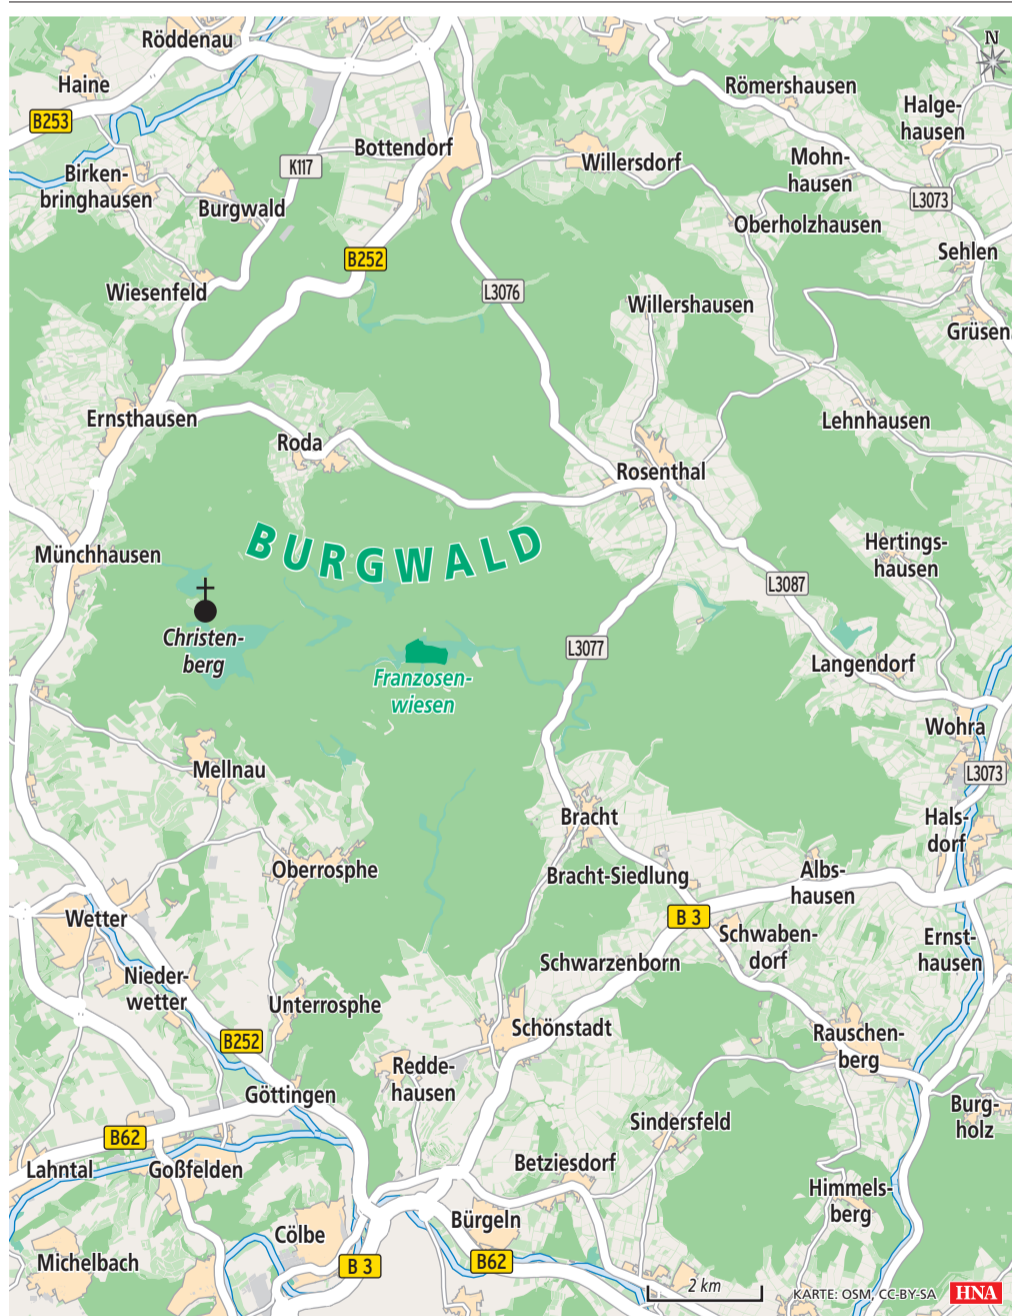 Röddenau
N
Haine
Römershausen
Halge-
hausen
B253
Bottendorf
Willersdorf
Mohn-
hausen
K117
Birken-
bringhausen
L3073
Burgwald
Oberholzhausen
Sehlen
B252
Wiesenfeld
L3076
Willershausen
Grüsen
Ernsthausen
Lehnhausen
Roda
Rosenthal
BURGWALD
Hertings-
hausen
Münchhausen
L3087
Christen-
berg
L3077
Langendorf
Franzosen-
wiesen
Wohra
Mellnau
L3073
Bracht
Hals-
dorf
Oberrosphe
Bracht-Siedlung
Albs-
hausen
Wetter
B 3
Schwaben-
dorf
Ernst-
hausen
Schwarzenborn
Nieder-
wetter
Unterrosphe
Schönstadt
Rauschen-
berg
B252
Redde-
hausen
Göttingen
Burg-
holz
Sindersfeld
B62
Lahntal
Goßfelden
Betziesdorf
Himmels-
berg
Bürgeln
Cölbe
Michelbach
B 3
B62
2 km
KARTE: OSM, CC-BY-SA
HNA